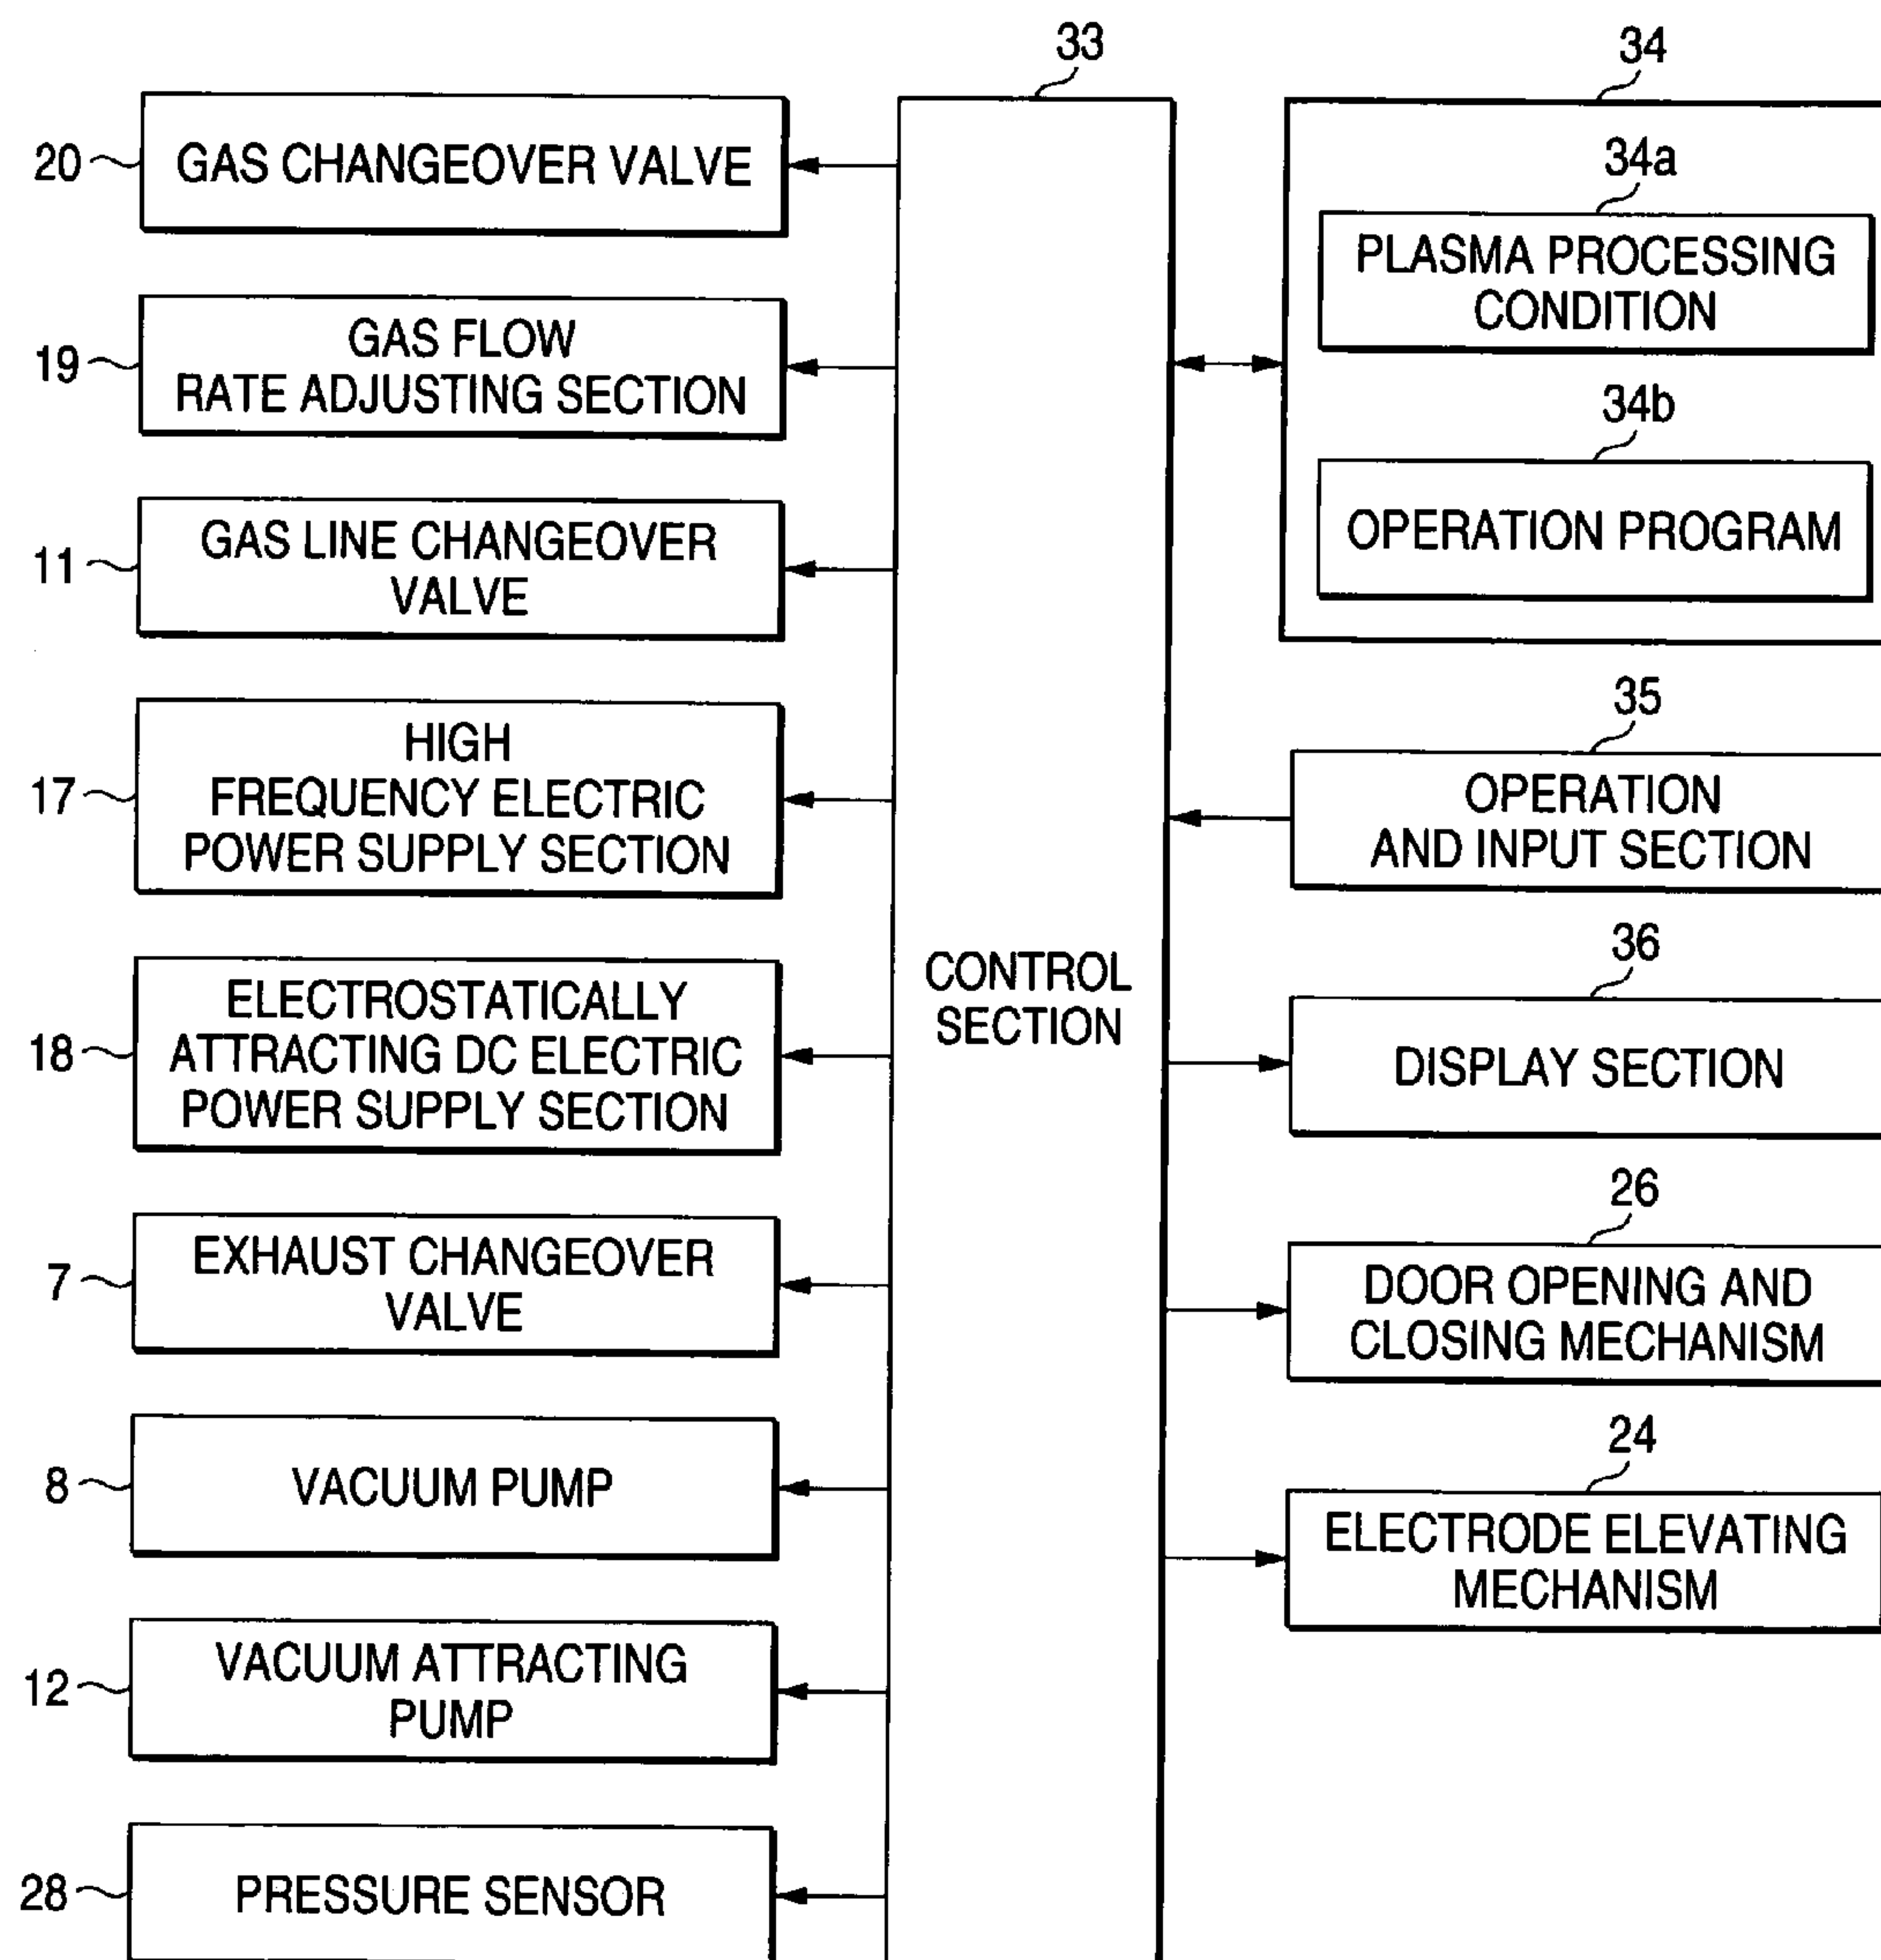 33
34
20
GAS CHANGEOVER VALVE
34a
PLASMA PROCESSING
CONDITION
19
GAS FLOW
RATE ADJUSTING SECTION
34b
OPERATION PROGRAM
11
GAS LINE CHANGEOVER
VALVE
35
OPERATION
AND INPUT SECTION
17
HIGH
FREQUENCY ELECTRIC
POWER SUPPLY SECTION
CONTROL
SECTION
36
DISPLAY SECTION
18
ELECTROSTATICALLY
ATTRACTING DC ELECTRIC
POWER SUPPLY SECTION
26
DOOR OPENING AND
CLOSING MECHANISM
7
EXHAUST CHANGEOVER
VALVE
24
ELECTRODE ELEVATING
MECHANISM
8
VACUUM PUMP
12
VACUUM ATTRACTING
PUMP
28
PRESSURE SENSOR